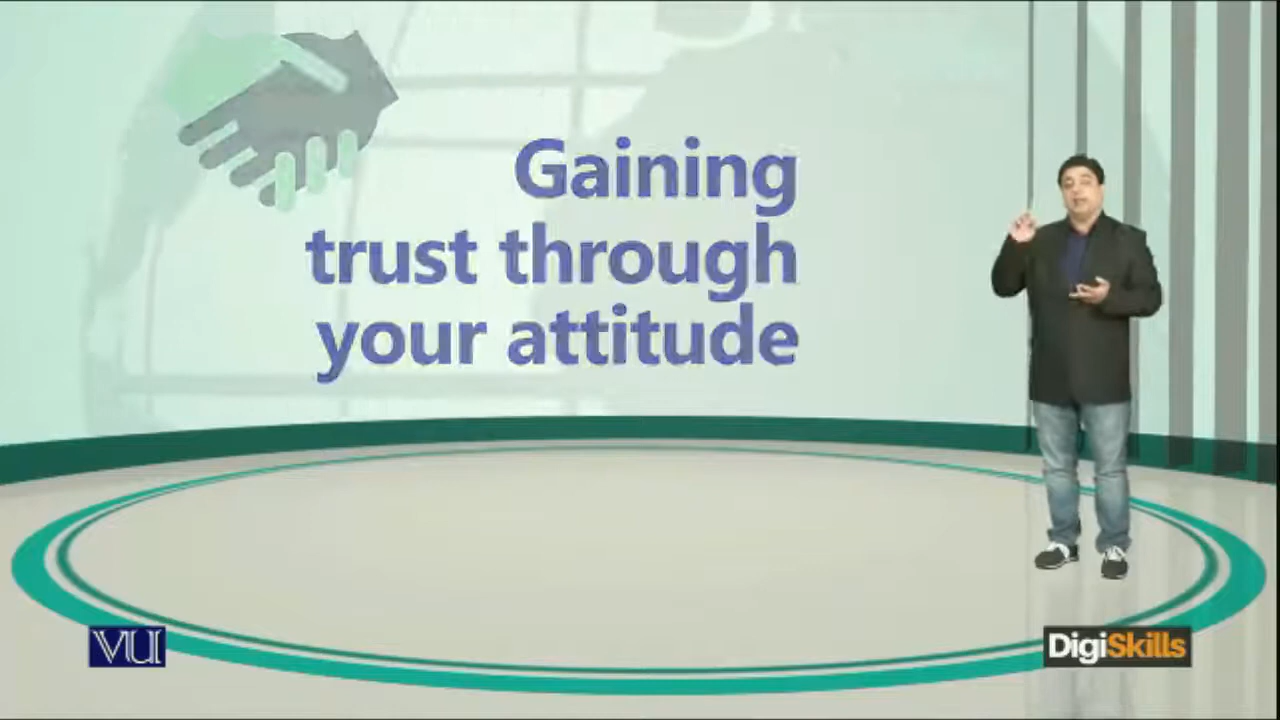 Gaining
trust through
your attitude
VU
DigiSkills